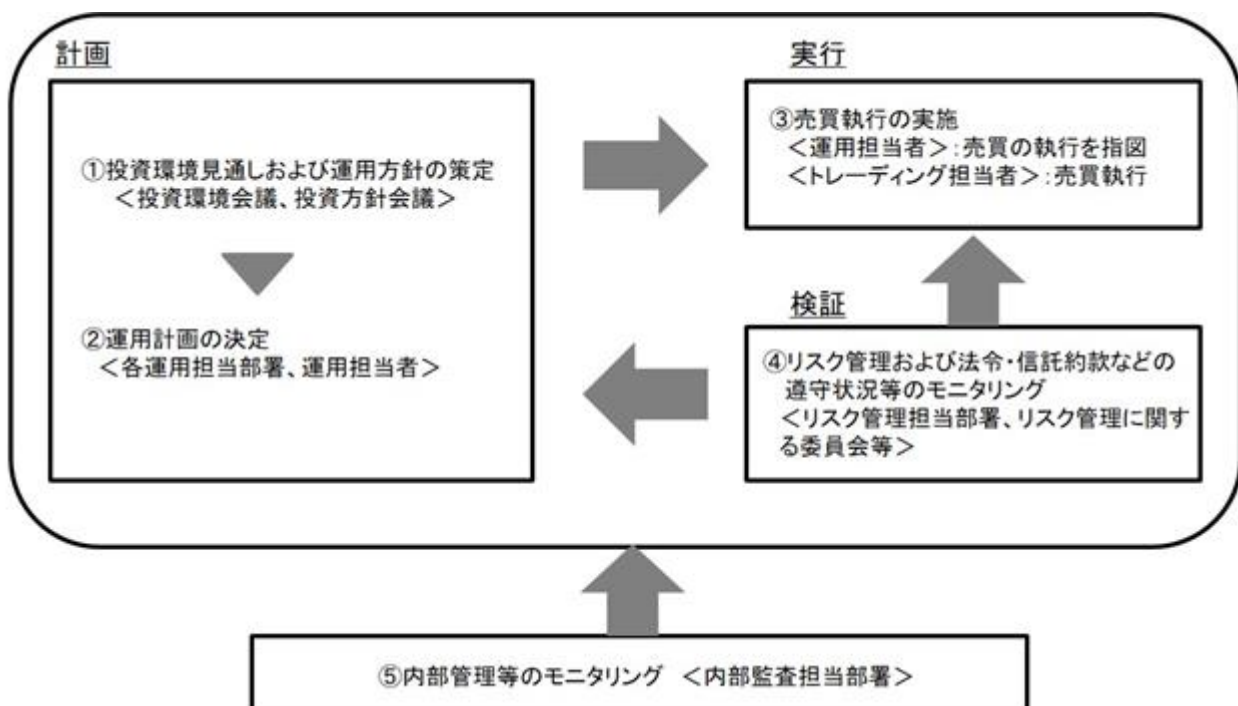 計画
①投資環境見通しおよび運用方針の策定
＜投資環境会議、投資方針会議＞
②運用計画の決定
＜各運用担当部署、運用担当者＞
実行
③売買執行の実施
＜運用担当者＞：売買の執行を指図
＜トレーディング担当者＞：売買執行
検証
④リスク管理および法令・信託約款などの
遵守状況等のモニタリング
＜リスク管理担当部署、リスク管理に関す
る委員会等＞
⑤内部管理等のモニタリング ＜内部監査担当部署＞